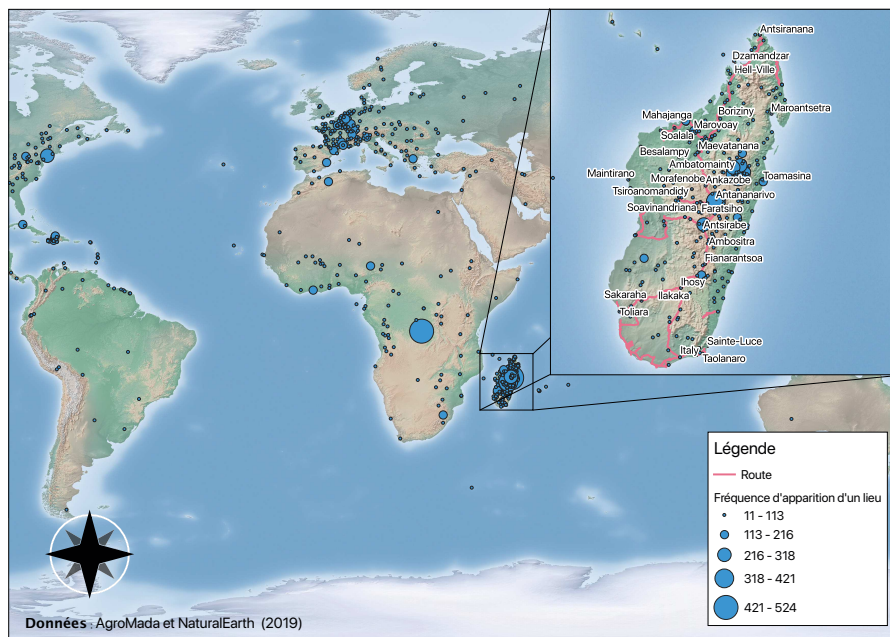 Antsiranana
Dzamandzar
Hell-Ville
Boriziny
Maroantsetra
Mahajanga
Marovoay
Soalala
Maevatanana
Besalampy
Ambatomainty
Maintirano
Morafenobe
Ankazobe
Toamasina
Tsiroanomandidy
Antananarivo
Soavinandriana
Faratsiho
Antsirabe
Ambositra
Fianarantsoa
Ihosy
Sakaraha
Ilakaka
Toliara
Sainte-Luce
Italy
Taolanaro
Légende
Route
Fréquence d'apparition d'un lieu
11 - 113
113 - 216
216 - 318
318 - 421
421 - 524
Données : AgroMada et NaturalEarth (2019)